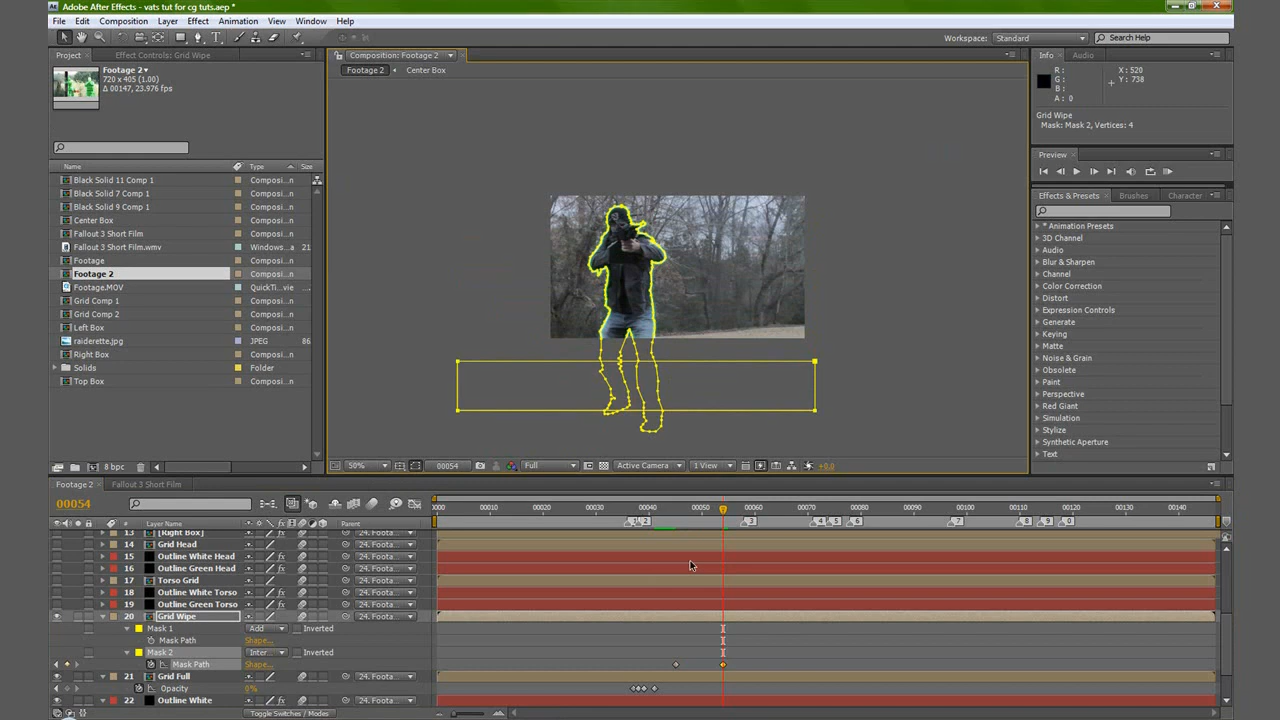 Adobe After Effects - vats tut for cg tuts.aep *
File Edit Composition Layer Effect Animation View Window Help
Workspace: Standard Search Help
Project Effect Controls: Grid Wipe
Composition: Footage 2
Info Audio
Footage 2
720 x 405 (1.00)
Δ 00147, 23.976 fps
Footage 2 Center Box
R :
G :
B :
A : 0
X : 520
Y : 738
Grid Wipe
Mask: Mask 2, Vertices: 4
Preview
Effects & Presets Brushes Character
Name Type Size
Black Solid 11 Comp 1 Composi...n
Black Solid 7 Comp 1 Composi...n
Black Solid 9 Comp 1 Composi...n
Center Box Composi...n
Fallout 3 Short Film Composi...n
Fallout 3 Short Film.wmv Windows...a 21
Footage Composi...n
Footage 2 Composi...n
Footage.MOV QuickTi...vie
Grid Comp 1 Composi...n
Grid Comp 2 Composi...n
Left Box Composi...n
raiderette.jpg JPEG 86
Right Box Composi...n
Solids Folder
Top Box Composi...n
* Animation Presets
3D Channel
Audio
Blur & Sharpen
Channel
Color Correction
Distort
Expression Controls
Generate
Keying
Matte
Noise & Grain
Obsolete
Paint
Perspective
Red Giant
Simulation
Stylize
Synthetic Aperture
Text
8 bpc
50% 00054 Full Active Camera 1 View +0.0
Footage 2 Fallout 3 Short Film
00054
0000 00010 00020 00030 00040 00050 00060 00070 00080 00090 00100 00110 00120 00130 00140
# Layer Name Parent
2 3 4 5 6 7 8 9 0
13 [Right Box] 24. Foota...
14 Grid Head 24. Foota...
15 Outline White Head 24. Foota...
16 Outline Green Head 24. Foota...
17 Torso Grid 24. Foota...
18 Outline White Torso 24. Foota...
19 Outline Green Torso 24. Foota...
20 Grid Wipe 24. Foota...
Mask 1 Add Inverted
Mask Path Shape...
Mask 2 Inter... Inverted
Mask Path Shape...
21 Grid Full 24. Foota...
Opacity 0%
22 Outline White 24. Foota...
Toggle Switches / Modes